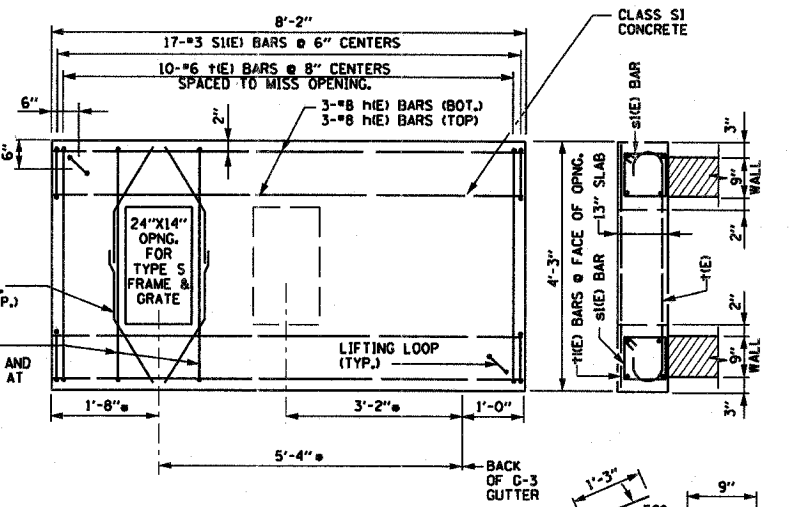 8'-2"
17-#3 S1(E) BARS @ 6" CENTERS
10-#6 t(E) BARS @ 8" CENTERS
SPACED TO MISS OPENING.
CLASS SI
CONCRETE
6"
2"
3-#8 h(E) BARS (BOT.)
3-#8 h(E) BARS (TOP)
6"
24"X14"
OPNG.
FOR
TYPE S
FRAME &
GRATE
P.)
AND
AT
LIFTING LOOP
(TYP.)
4'-3"
t(E) BARS @ FACE OF OPNG.
s1(E) BAR
13" SLAB
s1(E) BAR
t(E)
3"
9"
WALL
2"
2"
9"
WALL
3"
1'-8"*
3'-2"*
1'-0"
5'-4"*
BACK
OF G-3
GUTTER
1'-3"
9"